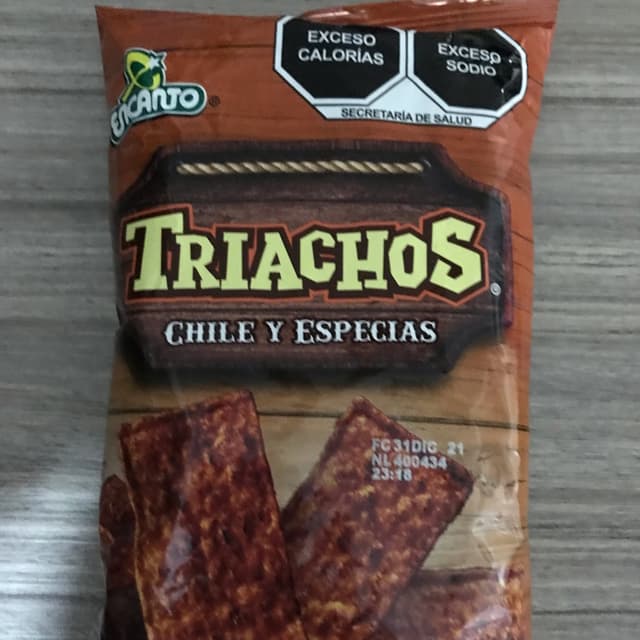 EXCESO
CALORÍAS
EXCESO
SODIO
SECRETARÍA DE SALUD
ENCANTO®
TRIACHOS®
CHILE Y ESPECIAS
FC 31DIC 21
NL 400434
23:18